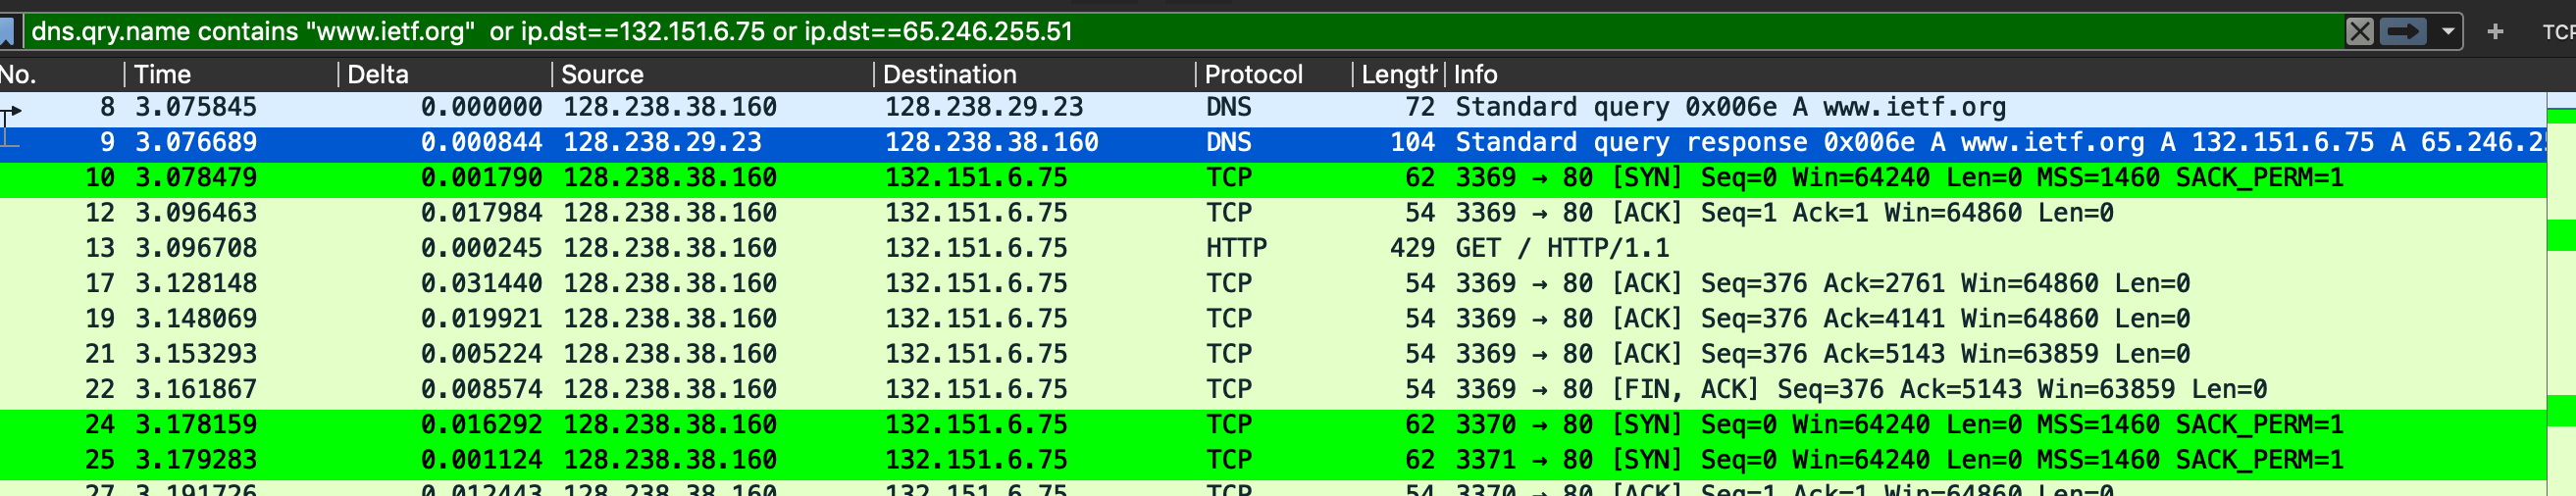 dns.qry.name contains "www.ietf.org"  or ip.dst==132.151.6.75 or ip.dst==65.246.255.51 + TCP
No. Time Delta Source Destination Protocol Length Info
8 3.075845 0.000000 128.238.38.160 128.238.29.23 DNS 72 Standard query 0x006e A www.ietf.org
9 3.076689 0.000844 128.238.29.23 128.238.38.160 DNS 104 Standard query response 0x006e A www.ietf.org A 132.151.6.75 A 65.246.2
10 3.078479 0.001790 128.238.38.160 132.151.6.75 TCP 62 3369 → 80 [SYN] Seq=0 Win=64240 Len=0 MSS=1460 SACK_PERM=1
12 3.096463 0.017984 128.238.38.160 132.151.6.75 TCP 54 3369 → 80 [ACK] Seq=1 Ack=1 Win=64860 Len=0
13 3.096708 0.000245 128.238.38.160 132.151.6.75 HTTP 429 GET / HTTP/1.1
17 3.128148 0.031440 128.238.38.160 132.151.6.75 TCP 54 3369 → 80 [ACK] Seq=376 Ack=2761 Win=64860 Len=0
19 3.148069 0.019921 128.238.38.160 132.151.6.75 TCP 54 3369 → 80 [ACK] Seq=376 Ack=4141 Win=64860 Len=0
21 3.153293 0.005224 128.238.38.160 132.151.6.75 TCP 54 3369 → 80 [ACK] Seq=376 Ack=5143 Win=63859 Len=0
22 3.161867 0.008574 128.238.38.160 132.151.6.75 TCP 54 3369 → 80 [FIN, ACK] Seq=376 Ack=5143 Win=63859 Len=0
24 3.178159 0.016292 128.238.38.160 132.151.6.75 TCP 62 3370 → 80 [SYN] Seq=0 Win=64240 Len=0 MSS=1460 SACK_PERM=1
25 3.179283 0.001124 128.238.38.160 132.151.6.75 TCP 62 3371 → 80 [SYN] Seq=0 Win=64240 Len=0 MSS=1460 SACK_PERM=1
27 3.191726 0.012443 128.238.38.160 132.151.6.75 TCP 54 3370 → 80 [ACK] Seq=1 Ack=1 Win=64860 Len=0